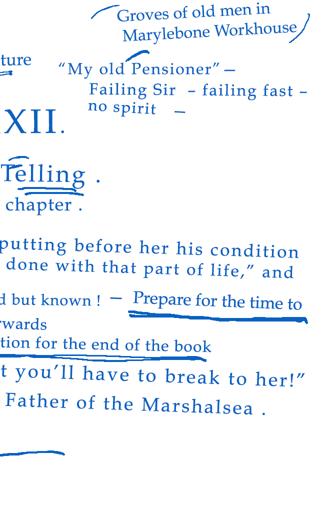 Groves of old men in
Marylebone Workhouse
ture
“My old Pensioner” —
Failing Sir – failing fast –
no spirit —
XII.
Telling .
chapter .
putting before her his condition
done with that part of life,” and
d but known ! — Prepare for the time to
rwards
tion for the end of the book
t you’ll have to break to her!”
Father of the Marshalsea .